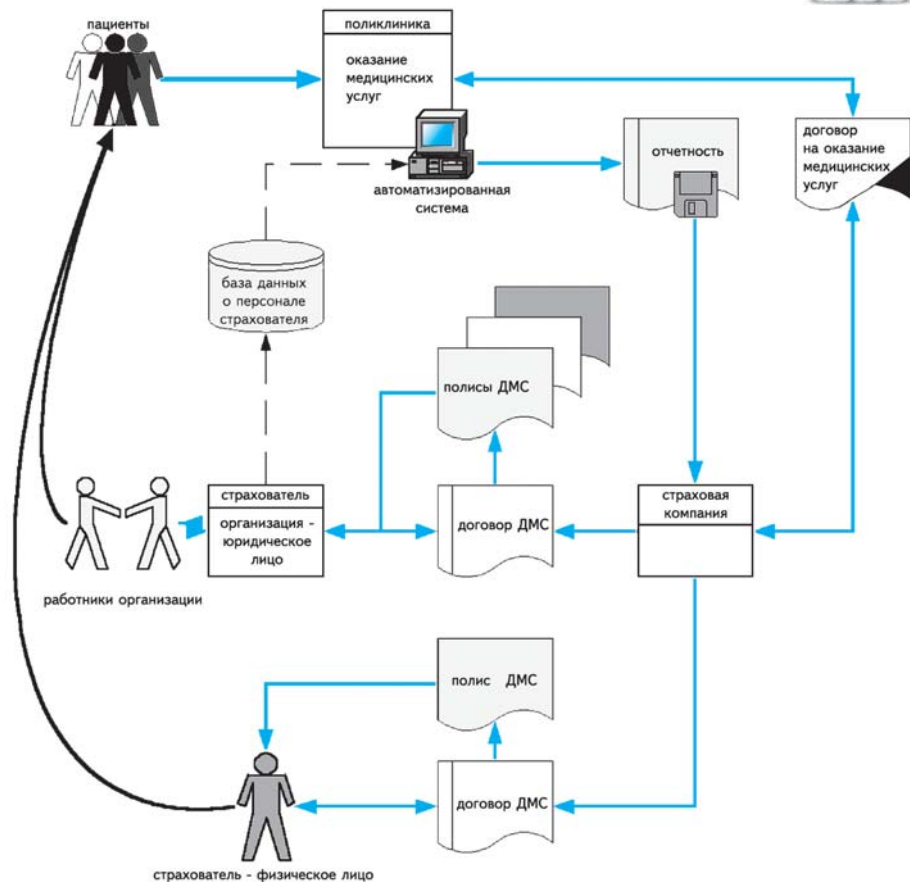 пациенты
поликлиника
оказание
медицинских
услуг
автоматизированная
система
отчетность
договор
на оказание
медицинских
услуг
база данных
о персонале
страхователя
полисы ДМС
страхователь
организация -
юридическое
лицо
договор ДМС
страховая
компания
работники организации
полис ДМС
договор ДМС
страхователь - физическое лицо